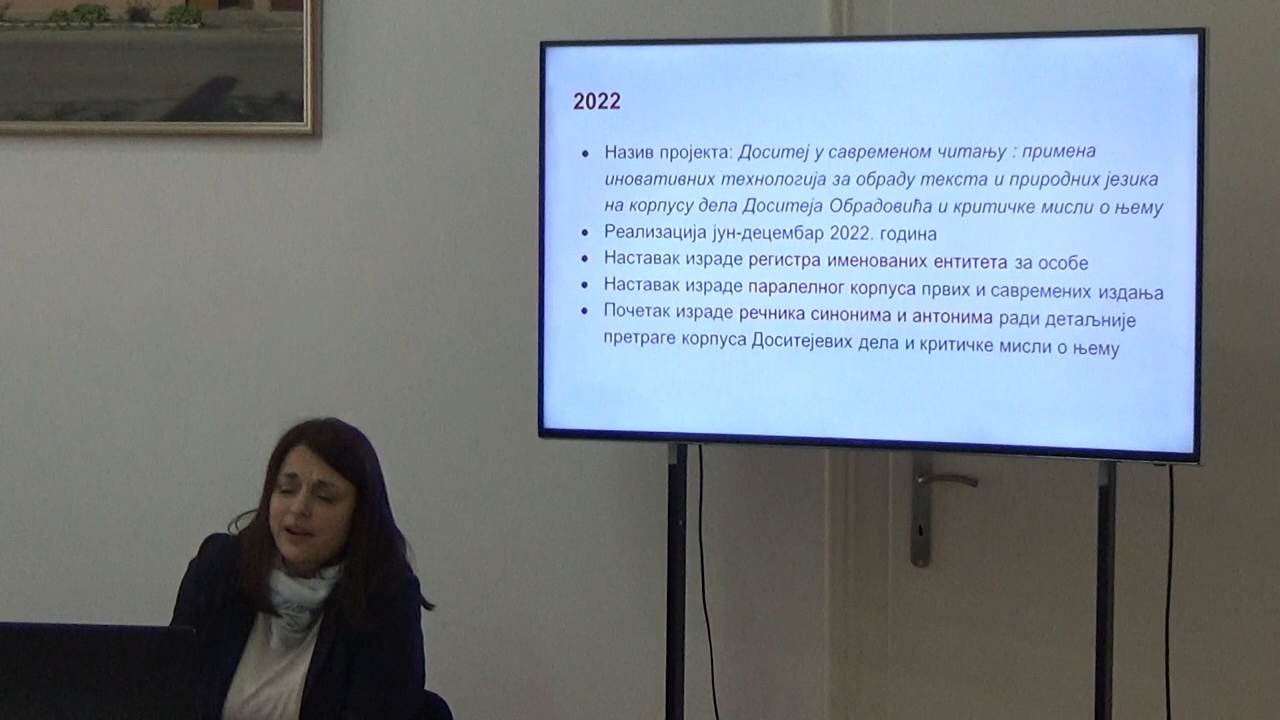 2022
• Назив пројекта: Доситеј у савременом читању : примена
иновативних технологија за обраду текста и природних језика
на корпусу дела Доситеја Обрадовића и критичке мисли о њему
• Реализација јун-децембар 2022. година
• Наставак израде регистра именованих ентитета за особе
• Наставак израде паралелног корпуса првих и савремених издања
• Почетак израде речника синонима и антонима ради детаљније
претраге корпуса Доситејевих дела и критичке мисли о њему